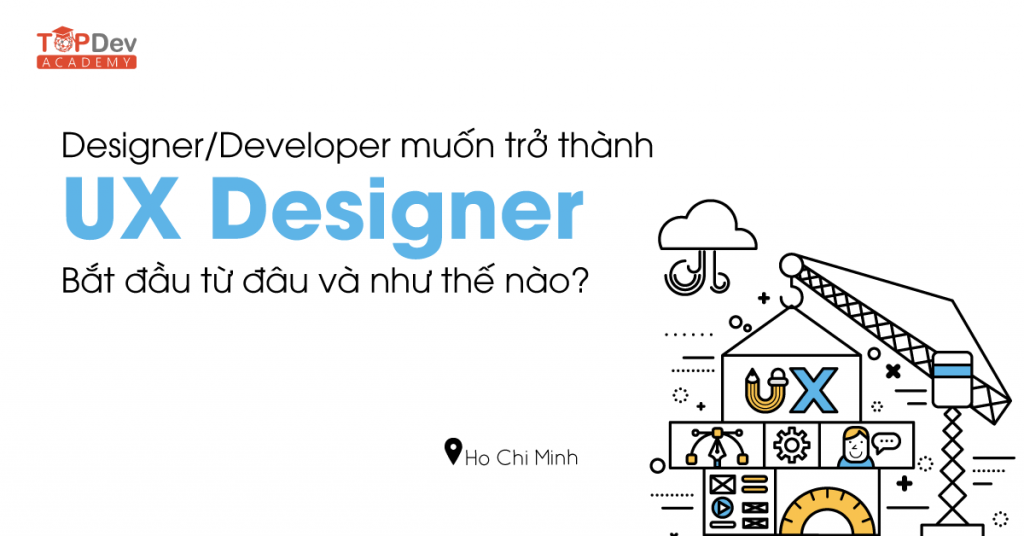 TOPDev
ACADEMY
Designer/Developer muốn trở thành
UX Designer
Bắt đầu từ đâu và như thế nào?
UX
Ho Chi Minh